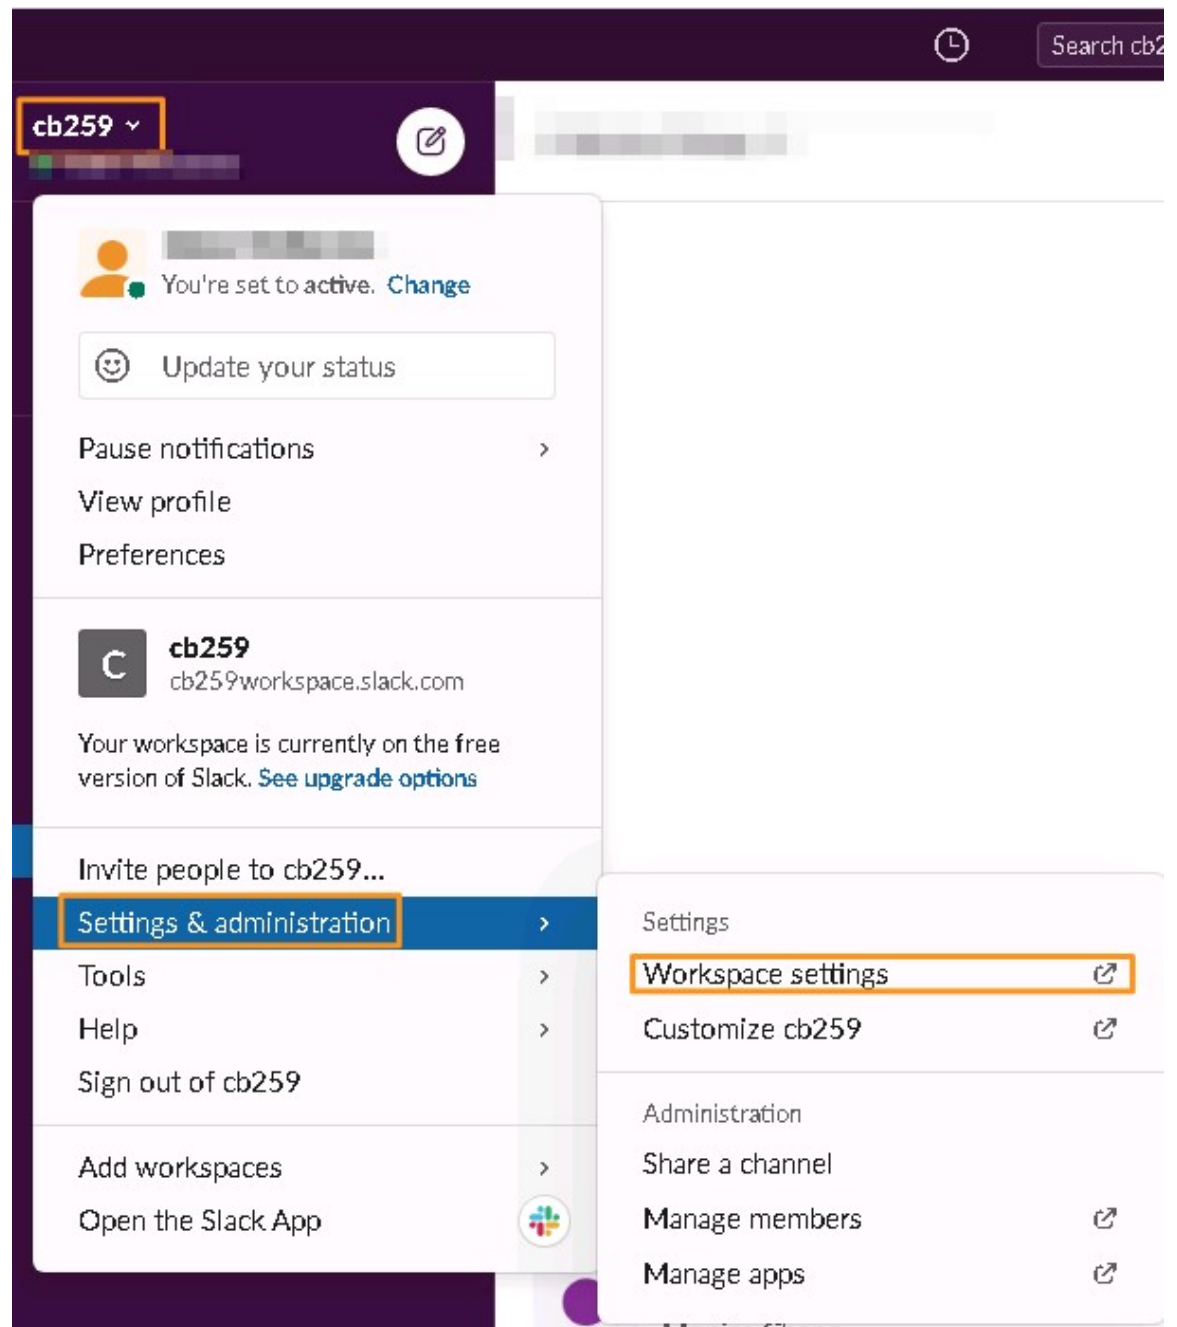 Search cb2
cb259
You're set to active. Change
Update your status
Pause notifications
View profile
Preferences
C
cb259
cb259workspace.slack.com
Your workspace is currently on the free
version of Slack. See upgrade options
Invite people to cb259...
Settings & administration
Tools
Help
Sign out of cb259
Add workspaces
Open the Slack App
Settings
Workspace settings
Customize cb259
Administration
Share a channel
Manage members
Manage apps